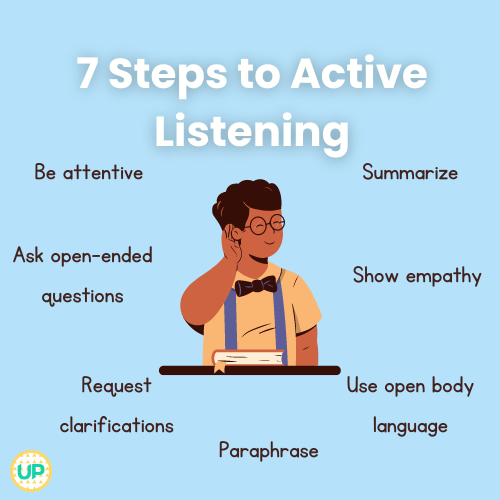 7 Steps to Active
Listening
Be attentive
Summarize
Ask open-ended
questions
Show empathy
Request
clarifications
Use open body
language
Paraphrase
UP